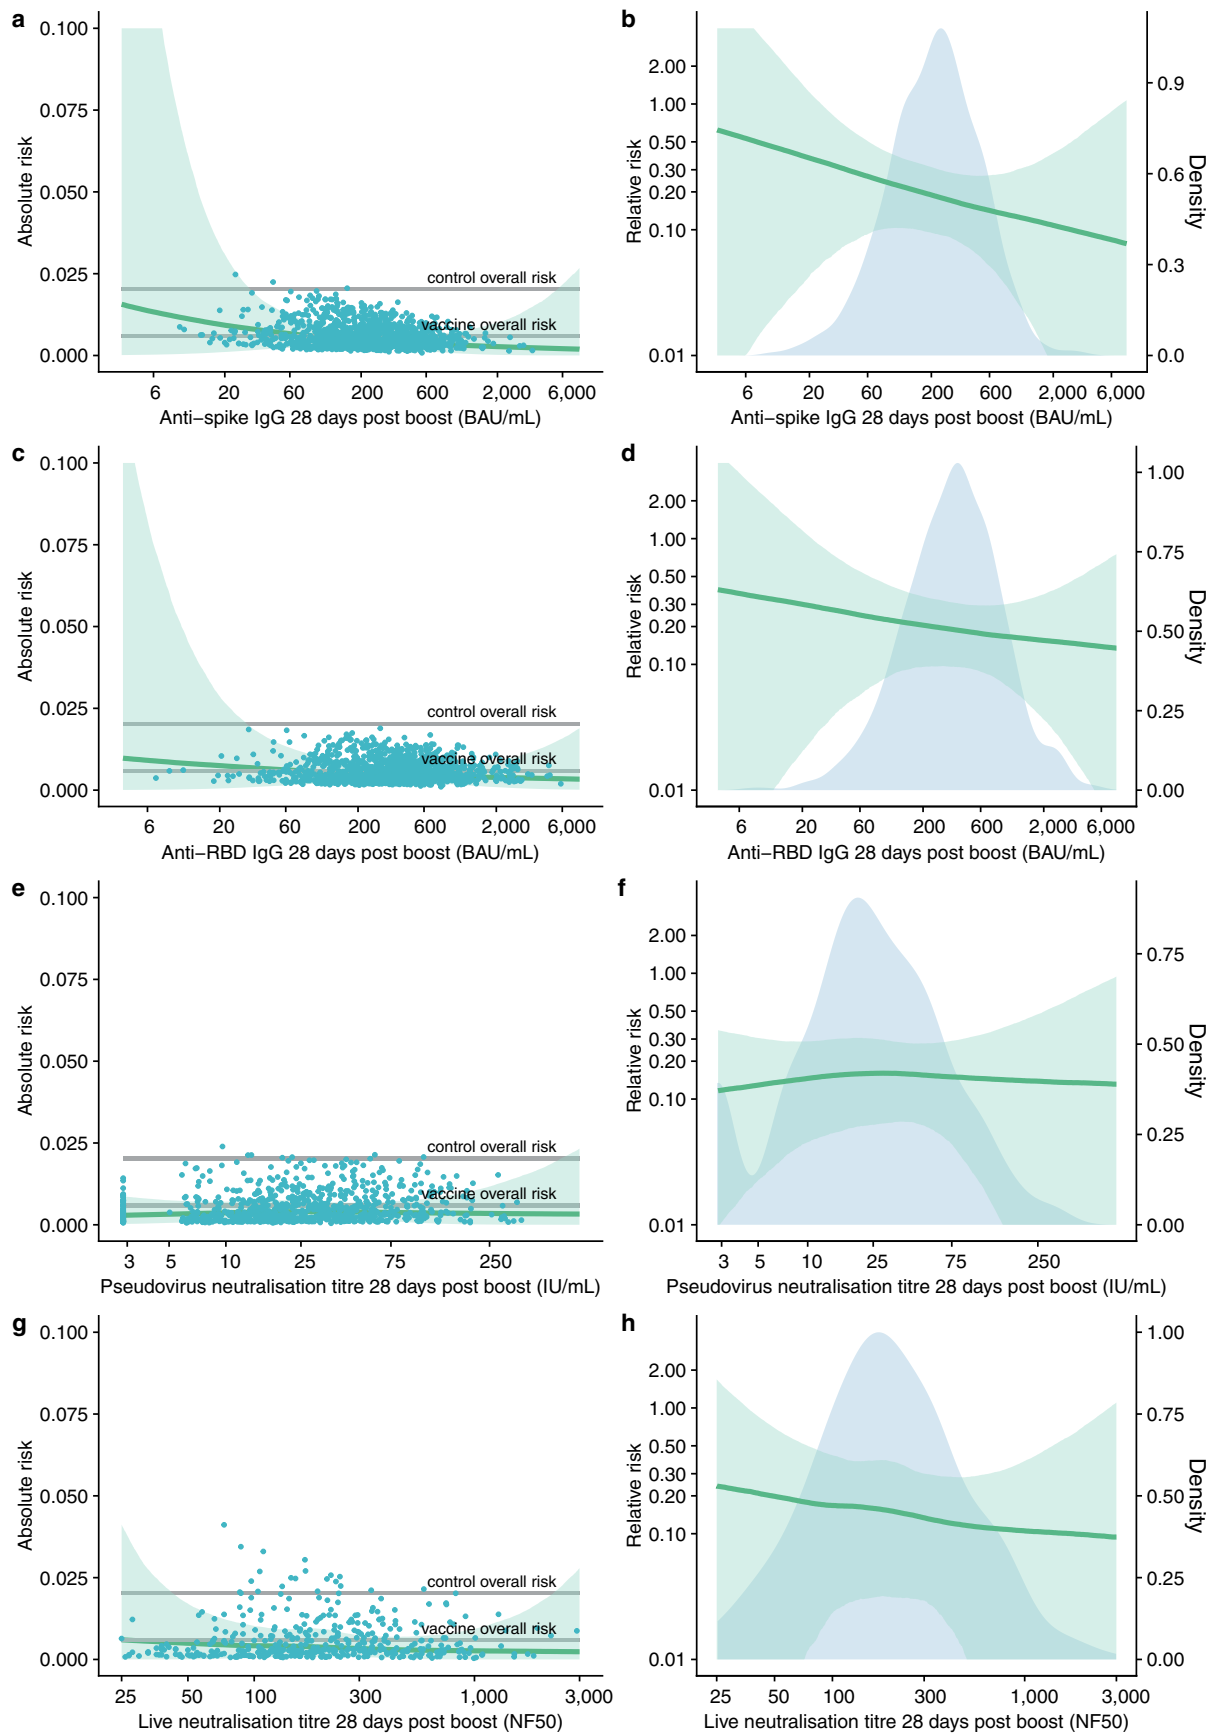 a
0.100
0.075
0.050
0.025
0.000
Absolute risk
control overall risk
vaccine overall risk
6 20 60 200 600 2,000 6,000
Anti−spike IgG 28 days post boost (BAU/mL)
b
2.00
1.00
0.50
0.30
0.20
0.10
0.01
Relative risk
0.9
0.6
0.3
0.0
Density
6 20 60 200 600 2,000 6,000
Anti−spike IgG 28 days post boost (BAU/mL)
c
0.100
0.075
0.050
0.025
0.000
Absolute risk
control overall risk
vaccine overall risk
6 20 60 200 600 2,000 6,000
Anti−RBD IgG 28 days post boost (BAU/mL)
d
2.00
1.00
0.50
0.30
0.20
0.10
0.01
Relative risk
1.00
0.75
0.50
0.25
0.00
Density
6 20 60 200 600 2,000 6,000
Anti−RBD IgG 28 days post boost (BAU/mL)
e
0.100
0.075
0.050
0.025
0.000
Absolute risk
control overall risk
vaccine overall risk
3 5 10 25 75 250
Pseudovirus neutralisation titre 28 days post boost (IU/mL)
f
2.00
1.00
0.50
0.30
0.20
0.10
0.01
Relative risk
0.75
0.50
0.25
0.00
Density
3 5 10 25 75 250
Pseudovirus neutralisation titre 28 days post boost (IU/mL)
g
0.100
0.075
0.050
0.025
0.000
Absolute risk
control overall risk
vaccine overall risk
25 50 100 300 1,000 3,000
Live neutralisation titre 28 days post boost (NF50)
h
2.00
1.00
0.50
0.30
0.20
0.10
0.01
Relative risk
1.00
0.75
0.50
0.25
0.00
Density
25 50 100 300 1,000 3,000
Live neutralisation titre 28 days post boost (NF50)